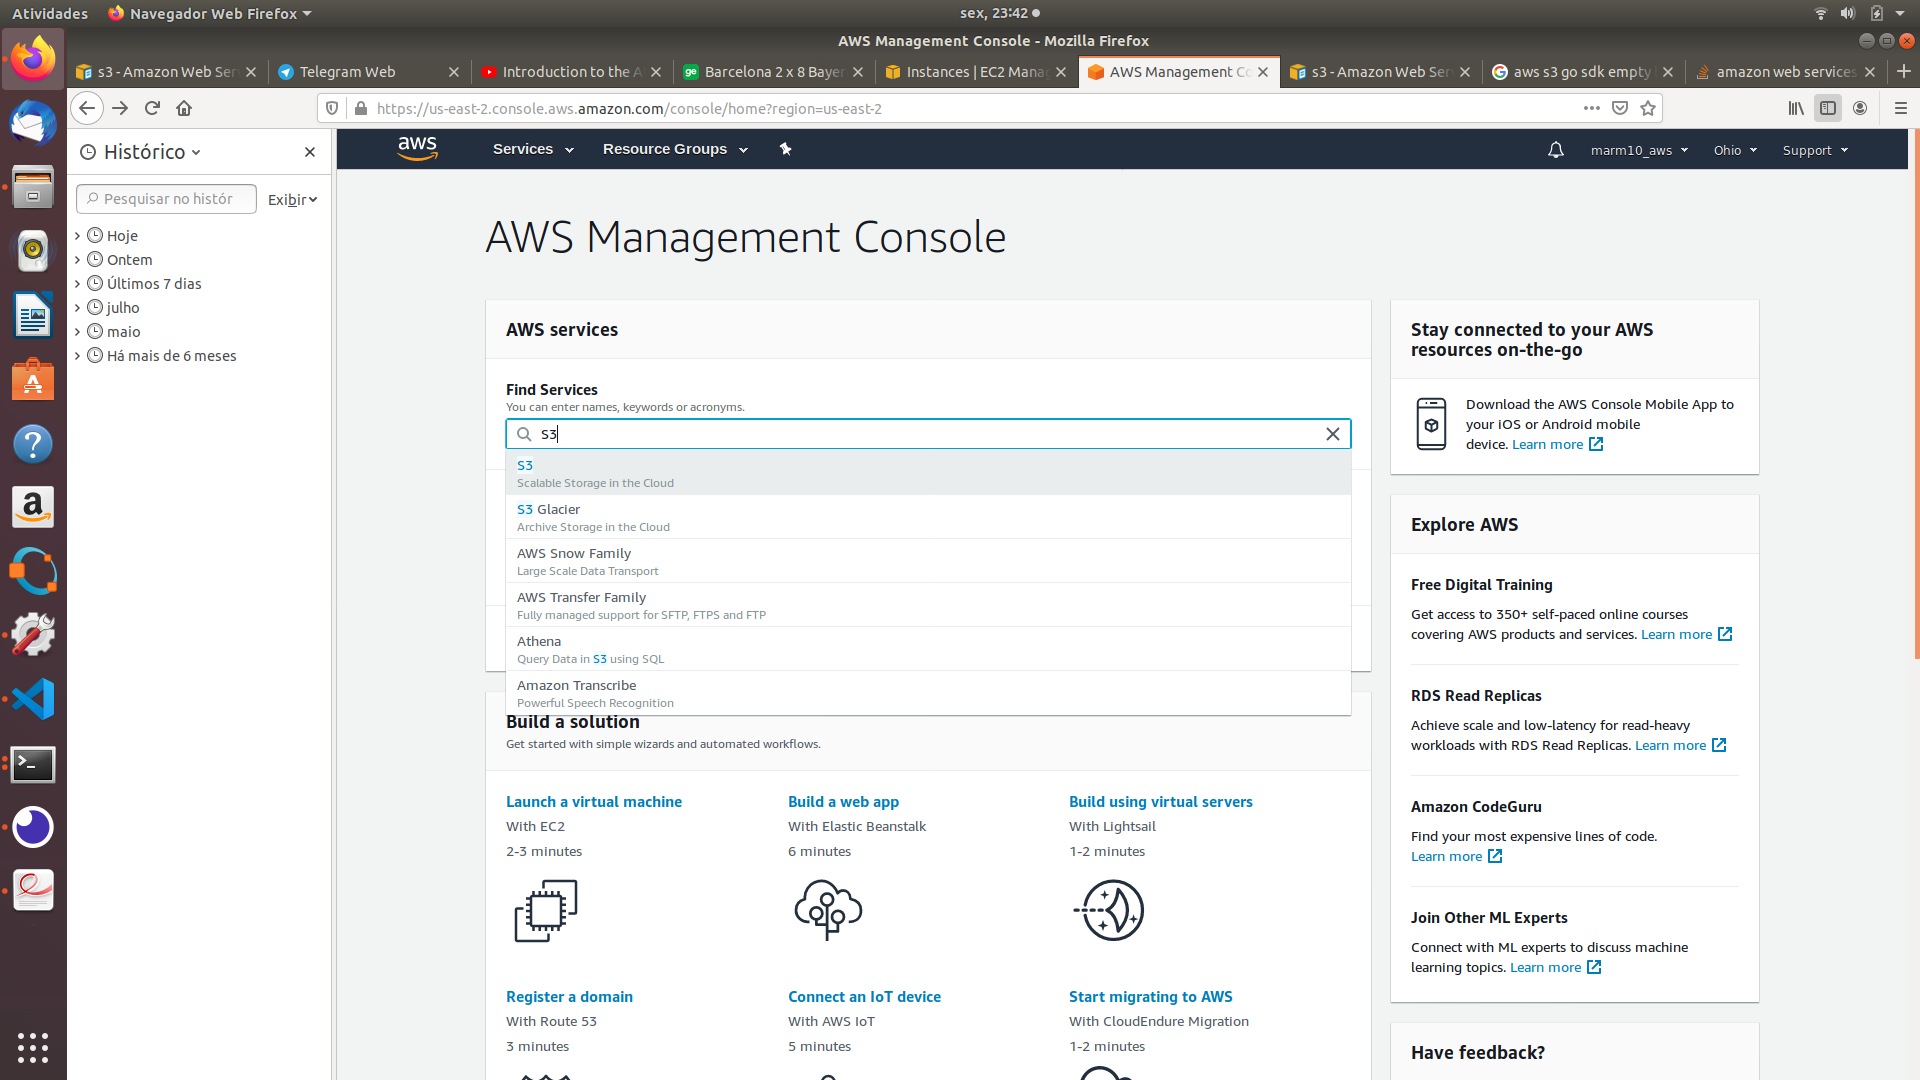 Atividades
Navegador Web Firefox
sex, 23:42
AWS Management Console - Mozilla Firefox
s3 - Amazon Web Ser
Telegram Web
Introduction to the A
Barcelona 2 x 8 Bayer
Instances | EC2 Manag
AWS Management Co
s3 - Amazon Web Ser
aws s3 go sdk empty
amazon web services
https://us-east-2.console.aws.amazon.com/console/home?region=us-east-2
Histórico
Pesquisar no histór
Exibir
Hoje
Ontem
Últimos 7 dias
julho
maio
Há mais de 6 meses
aws
Services
Resource Groups
marm10_aws
Ohio
Support
AWS Management Console
AWS services
Find Services
You can enter names, keywords or acronyms.
S3
S3
Scalable Storage in the Cloud
S3 Glacier
Archive Storage in the Cloud
AWS Snow Family
Large Scale Data Transport
AWS Transfer Family
Fully managed support for SFTP, FTPS and FTP
Athena
Query Data in S3 using SQL
Amazon Transcribe
Powerful Speech Recognition
Build a solution
Get started with simple wizards and automated workflows.
Launch a virtual machine
With EC2
2-3 minutes
Build a web app
With Elastic Beanstalk
6 minutes
Build using virtual servers
With Lightsail
1-2 minutes
Register a domain
With Route 53
3 minutes
Connect an IoT device
With AWS IoT
5 minutes
Start migrating to AWS
With CloudEndure Migration
1-2 minutes
Stay connected to your AWS
resources on-the-go
Download the AWS Console Mobile App to
your iOS or Android mobile
device. Learn more
Explore AWS
Free Digital Training
Get access to 350+ self-paced online courses
covering AWS products and services. Learn more
RDS Read Replicas
Achieve scale and low-latency for read-heavy
workloads with RDS Read Replicas. Learn more
Amazon CodeGuru
Find your most expensive lines of code.
Learn more
Join Other ML Experts
Connect with ML experts to discuss machine
learning topics. Learn more
Have feedback?